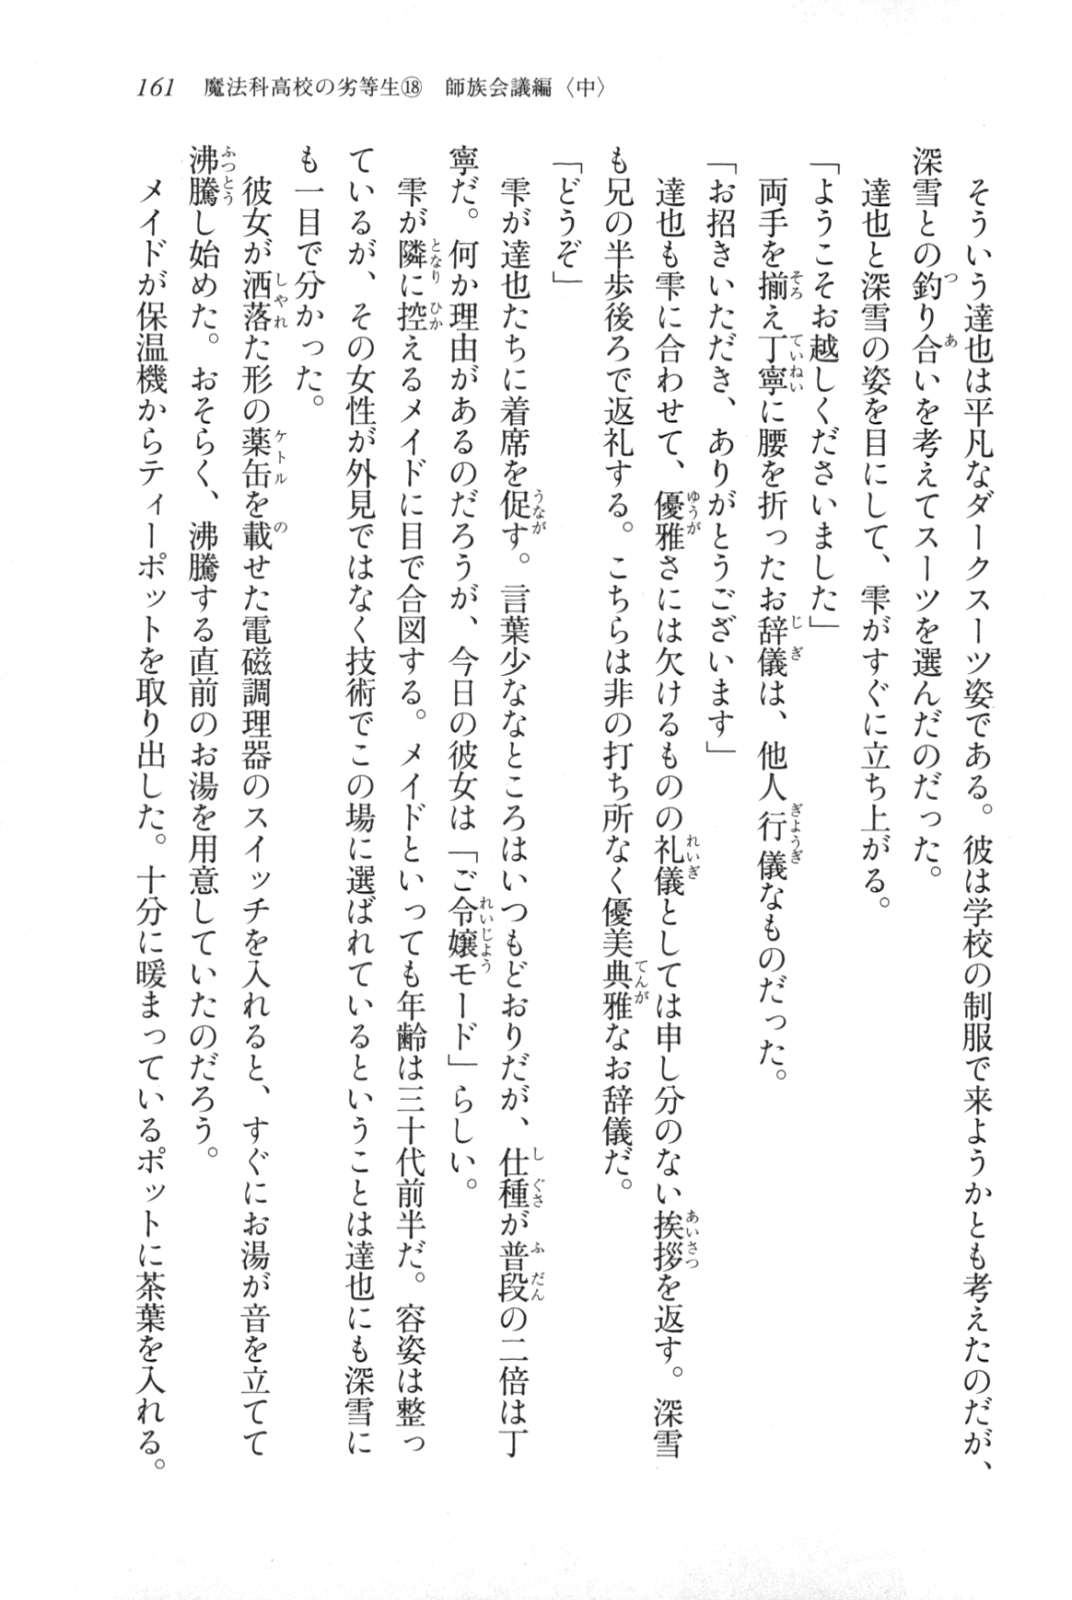 161 魔法科高校の劣等生⑱ 師族会議編〈中〉
そういう達也は平凡なダークスーツ姿である。彼は学校の制服で来ようかとも考えたのだが、
深雪との釣り合いを考えてスーツを選んだのだった。
達也と深雪の姿を目にして、雫がすぐに立ち上がる。
「ようこそお越しくださいました」
両手を揃え丁寧に腰を折ったお辞儀は、他人行儀なものだった。
「お招きいただき、ありがとうございます」
達也も雫に合わせて、優雅さには欠けるものの礼儀としては申し分のない挨拶を返す。深雪
も兄の半歩後ろで返礼する。こちらは非の打ち所なく優美典雅なお辞儀だ。
「どうぞ」
雫が達也たちに着席を促す。言葉少ななところはいつもどおりだが、仕種が普段の二倍は丁
寧だ。何か理由があるのだろうが、今日の彼女は「ご令嬢モード」らしい。
雫が隣に控えるメイドに目で合図する。メイドといっても年齢は三十代前半だ。容姿は整っ
ているが、その女性が外見ではなく技術でこの場に選ばれているということは達也にも深雪に
も一目で分かった。
彼女が洒落た形の薬缶を載せた電磁調理器のスイッチを入れると、すぐにお湯が音を立てて
沸騰し始めた。おそらく、沸騰する直前のお湯を用意していたのだろう。
メイドが保温機からティーポットを取り出した。十分に暖まっているポットに茶葉を入れる。